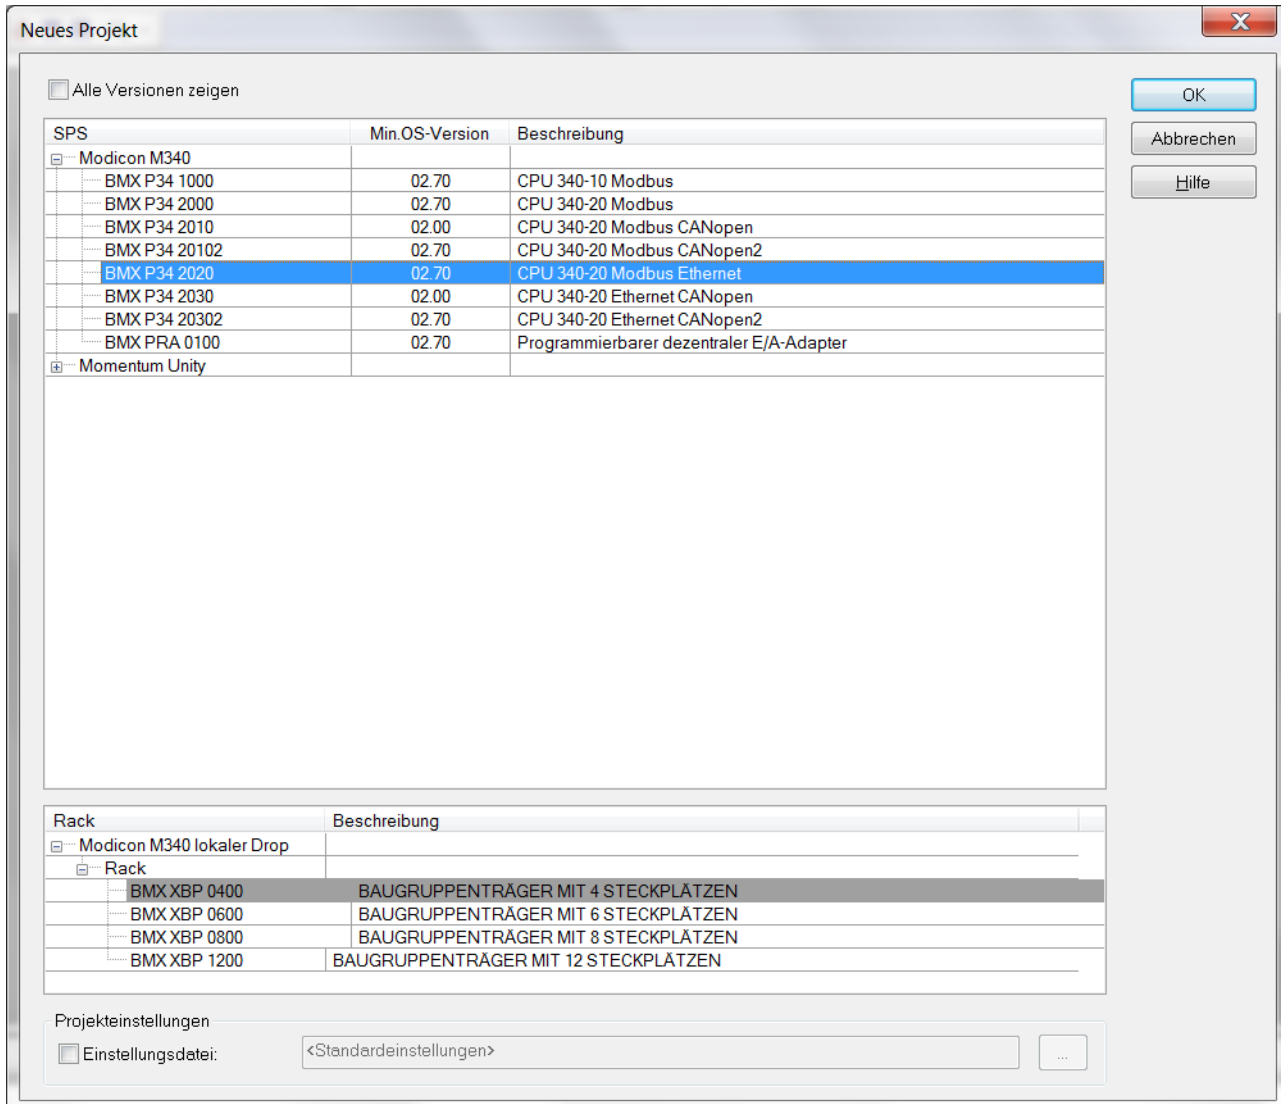 Neues Projekt
Alle Versionen zeigen
OK
Abbrechen
Hilfe
SPS Min.OS-Version Beschreibung
Modicon M340
BMX P34 1000 02.70 CPU 340-10 Modbus
BMX P34 2000 02.70 CPU 340-20 Modbus
BMX P34 2010 02.00 CPU 340-20 Modbus CANopen
BMX P34 20102 02.70 CPU 340-20 Modbus CANopen2
BMX P34 2020 02.70 CPU 340-20 Modbus Ethernet
BMX P34 2030 02.00 CPU 340-20 Ethernet CANopen
BMX P34 20302 02.70 CPU 340-20 Ethernet CANopen2
BMX PRA 0100 02.70 Programmierbarer dezentraler E/A-Adapter
Momentum Unity
Rack Beschreibung
Modicon M340 lokaler Drop
Rack
BMX XBP 0400 BAUGRUPPENTRÄGER MIT 4 STECKPLÄTZEN
BMX XBP 0600 BAUGRUPPENTRÄGER MIT 6 STECKPLÄTZEN
BMX XBP 0800 BAUGRUPPENTRÄGER MIT 8 STECKPLÄTZEN
BMX XBP 1200 BAUGRUPPENTRÄGER MIT 12 STECKPLÄTZEN
Projekteinstellungen
Einstellungsdatei: <Standardeinstellungen> ...